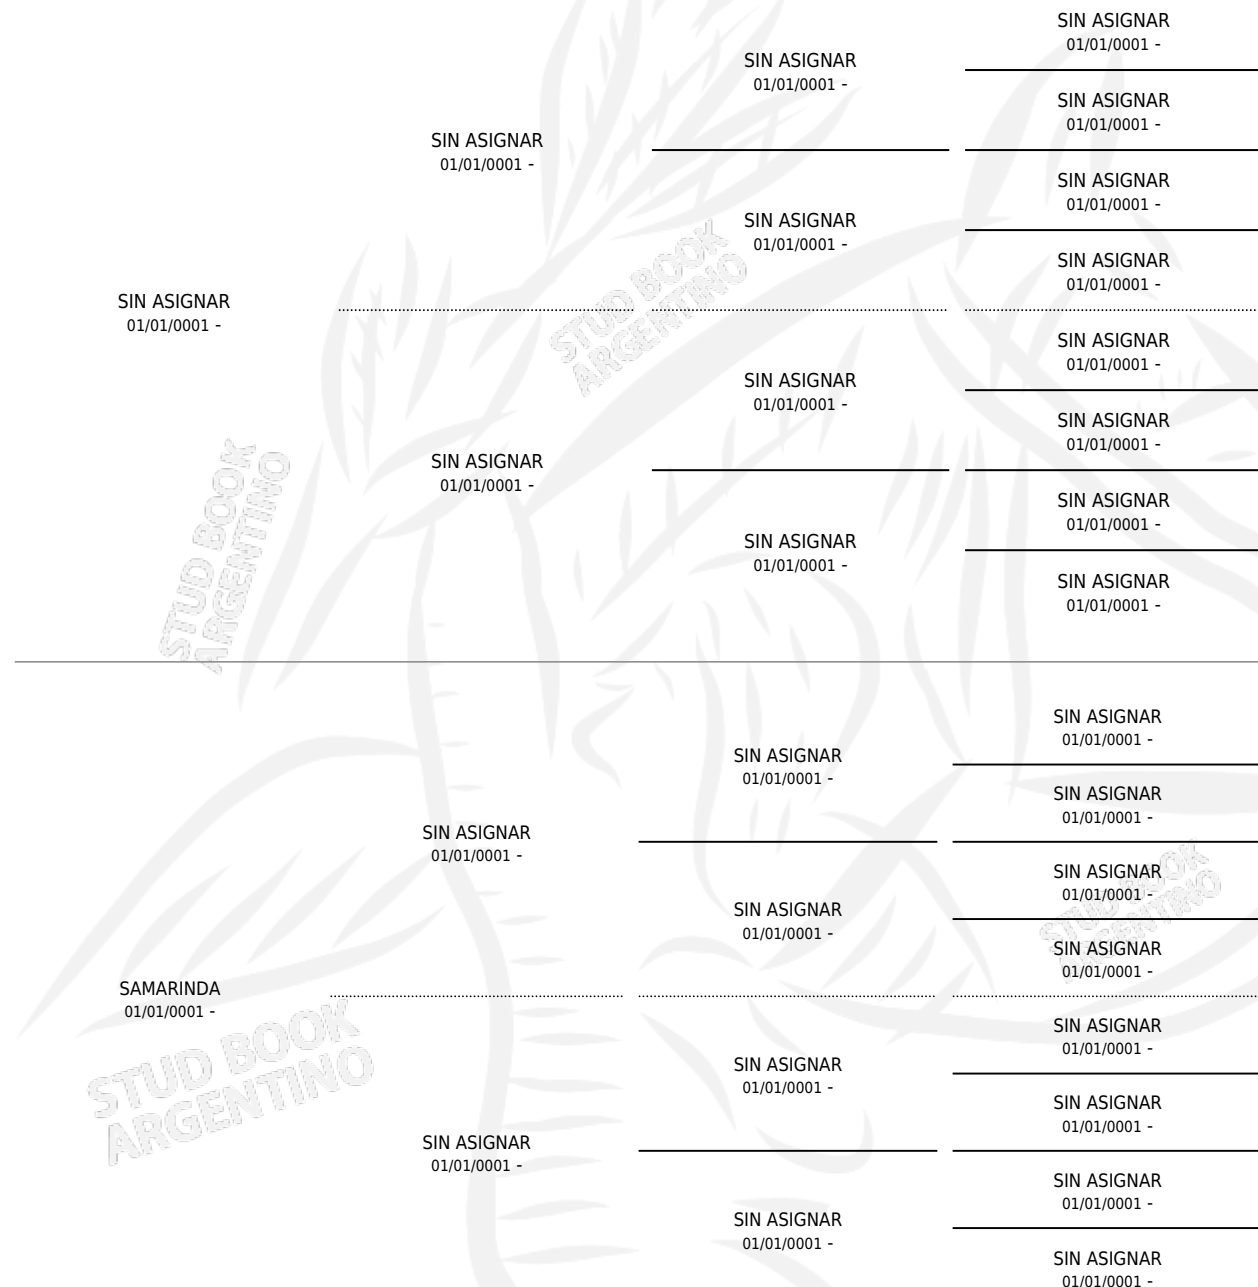 SIN ASIGNAR
01/01/0001 -
SIN ASIGNAR
01/01/0001 -
SIN ASIGNAR
01/01/0001 -
SIN ASIGNAR
01/01/0001 -
SIN ASIGNAR
01/01/0001 -
SIN ASIGNAR
01/01/0001 -
STUD BOOK
ARGENTINO
SIN ASIGNAR
01/01/0001 -
SIN ASIGNAR
01/01/0001 -
SIN ASIGNAR
01/01/0001 -
SIN ASIGNAR
01/01/0001 -
SIN ASIGNAR
01/01/0001 -
SIN ASIGNAR
01/01/0001 -
STUD BOOK
ARGENTINO
SIN ASIGNAR
01/01/0001 -
SIN ASIGNAR
01/01/0001 -
SIN ASIGNAR
01/01/0001 -
SIN ASIGNAR
01/01/0001 -
SIN ASIGNAR
01/01/0001 -
SIN ASIGNAR
01/01/0001 -
SIN ASIGNAR
01/01/0001 -
SIN ASIGNAR
01/01/0001 -
SIN ASIGNAR
01/01/0001 -
SIN ASIGNAR
01/01/0001 -
STUD BOOK
ARGENTINO
SIN ASIGNAR
01/01/0001 -
SIN ASIGNAR
01/01/0001 -
SAMARINDA
01/01/0001 -
STUD BOOK
ARGENTINO
SIN ASIGNAR
01/01/0001 -
SIN ASIGNAR
01/01/0001 -
SIN ASIGNAR
01/01/0001 -
SIN ASIGNAR
01/01/0001 -
SIN ASIGNAR
01/01/0001 -
SIN ASIGNAR
01/01/0001 -
SIN ASIGNAR
01/01/0001 -